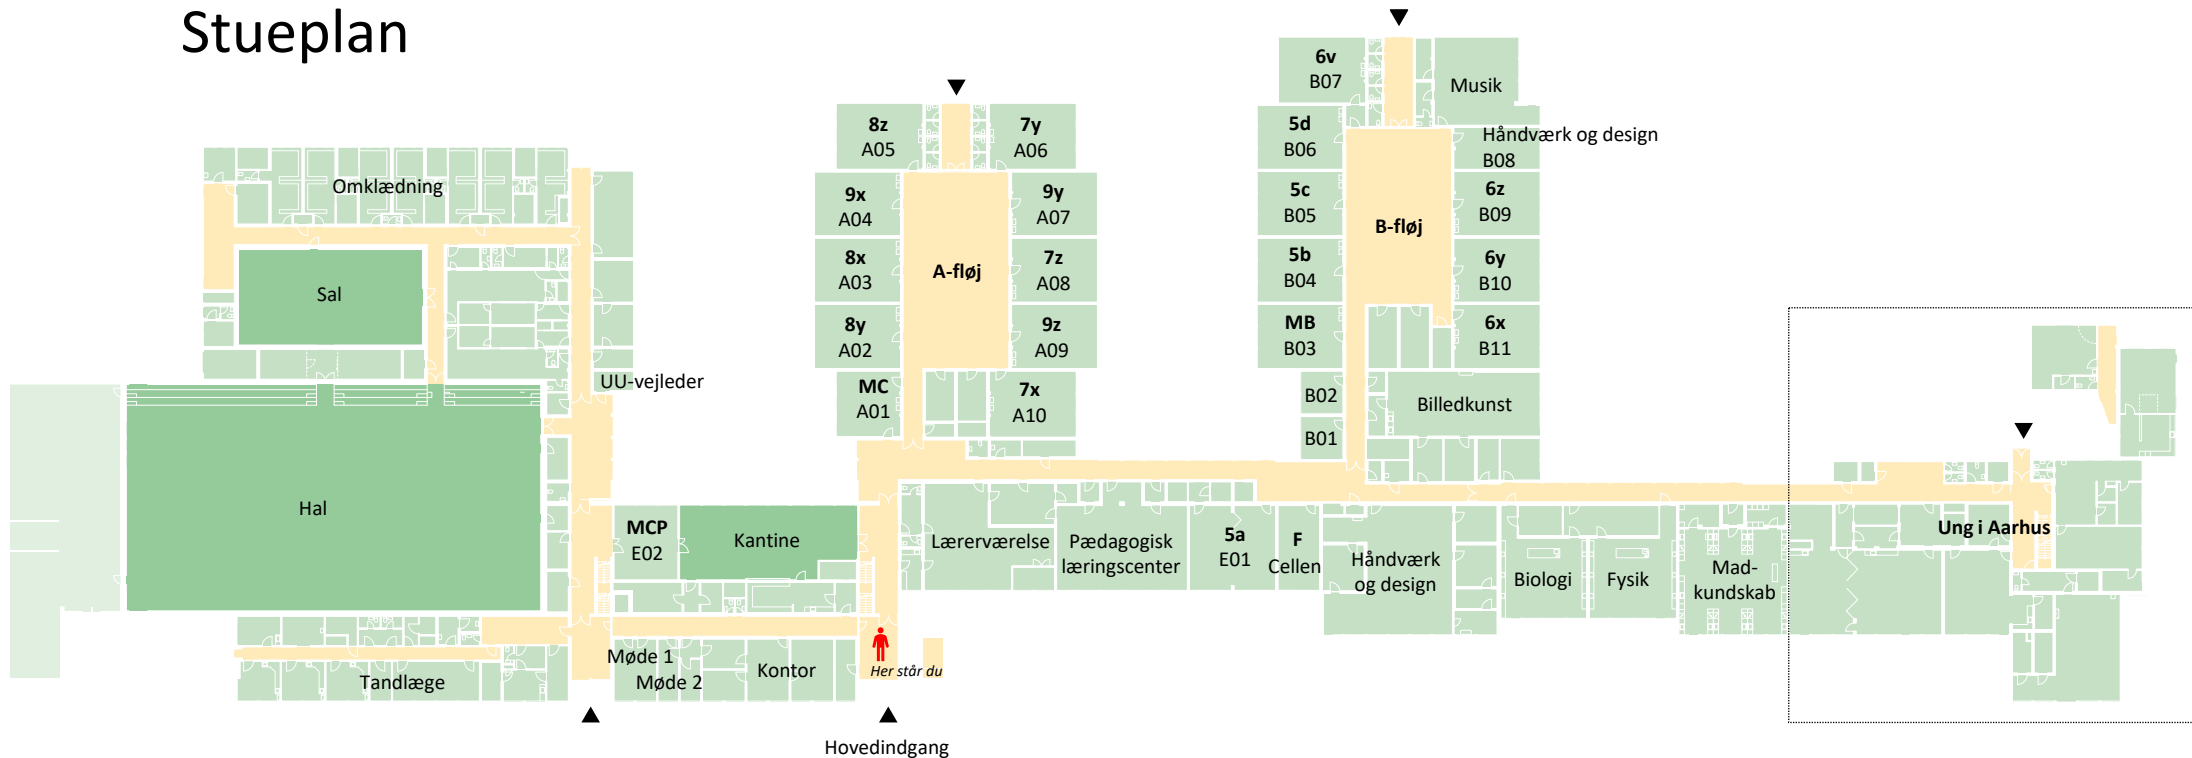 Stueplan
Omklædning
Sal
UU-vejleder
Hal
Tandlæge
MCP
E02
Kantine
Møde 1
Møde 2
Kontor
Her står du
Hovedindgang
8z
A05
7y
A06
9x
A04
9y
A07
8x
A03
A-fløj
7z
A08
8y
A02
9z
A09
MC
A01
7x
A10
6v
B07
Musik
5d
B06
Håndværk og design
B08
5c
B05
6z
B09
B-fløj
5b
B04
6y
B10
MB
B03
6x
B11
B02
Billedkunst
B01
Lærerværelse
Pædagogisk
læringscenter
5a
E01
F
Cellen
Håndværk
og design
Biologi
Fysik
Mad-
kundskab
Ung i Aarhus